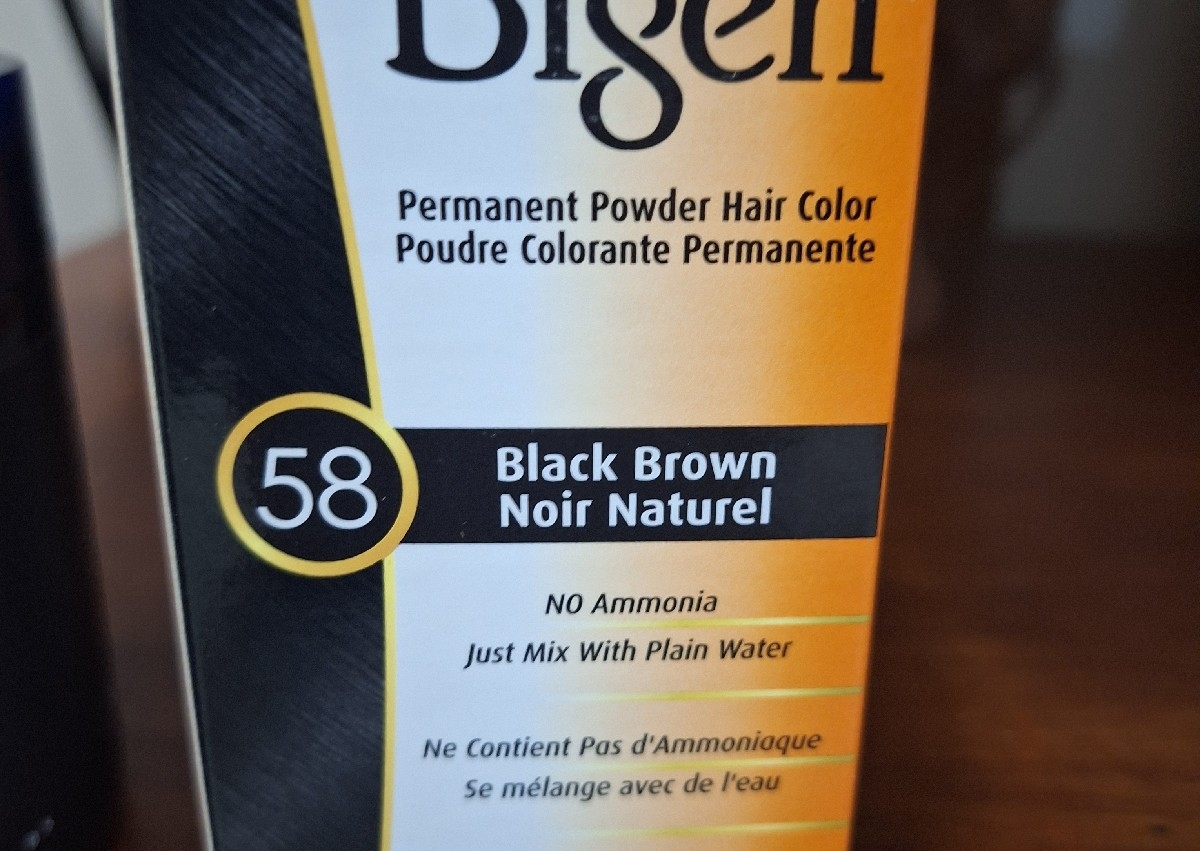 Bigen
Permanent Powder Hair Color
Poudre Colorante Permanente
58
Black Brown
Noir Naturel
NO Ammonia
Just Mix With Plain Water
Ne Contient Pas d'Ammoniaque
Se mélange avec de l'eau